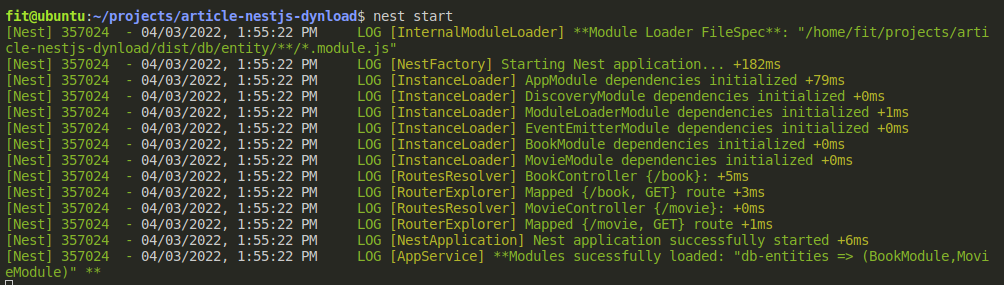 fit@ubuntu:~/projects/article-nestjs-dynload$ nest start
[Nest] 357024  - 04/03/2022, 1:55:22 PM     LOG [InternalModuleLoader] **Module Loader FileSpec**: "/home/fit/projects/arti
cle-nestjs-dynload/dist/db/entity/**/*.module.js"
[Nest] 357024  - 04/03/2022, 1:55:22 PM     LOG [NestFactory] Starting Nest application... +182ms
[Nest] 357024  - 04/03/2022, 1:55:22 PM     LOG [InstanceLoader] AppModule dependencies initialized +79ms
[Nest] 357024  - 04/03/2022, 1:55:22 PM     LOG [InstanceLoader] DiscoveryModule dependencies initialized +0ms
[Nest] 357024  - 04/03/2022, 1:55:22 PM     LOG [InstanceLoader] ModuleLoaderModule dependencies initialized +1ms
[Nest] 357024  - 04/03/2022, 1:55:22 PM     LOG [InstanceLoader] EventEmitterModule dependencies initialized +0ms
[Nest] 357024  - 04/03/2022, 1:55:22 PM     LOG [InstanceLoader] BookModule dependencies initialized +0ms
[Nest] 357024  - 04/03/2022, 1:55:22 PM     LOG [InstanceLoader] MovieModule dependencies initialized +0ms
[Nest] 357024  - 04/03/2022, 1:55:22 PM     LOG [RoutesResolver] BookController {/book}: +5ms
[Nest] 357024  - 04/03/2022, 1:55:22 PM     LOG [RouterExplorer] Mapped {/book, GET} route +3ms
[Nest] 357024  - 04/03/2022, 1:55:22 PM     LOG [RoutesResolver] MovieController {/movie}: +0ms
[Nest] 357024  - 04/03/2022, 1:55:22 PM     LOG [RouterExplorer] Mapped {/movie, GET} route +1ms
[Nest] 357024  - 04/03/2022, 1:55:22 PM     LOG [NestApplication] Nest application successfully started +6ms
[Nest] 357024  - 04/03/2022, 1:55:22 PM     LOG [AppService] **Modules sucessfully loaded: "db-entities => (BookModule,Movi
eModule)" **